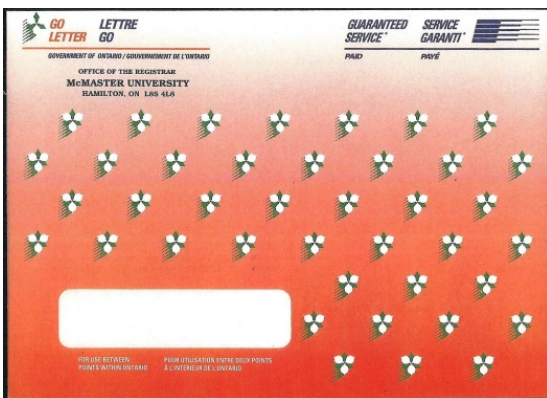 GO LETTRE
LETTER GO
GOVERNMENT OF ONTARIO / GOUVERNEMENT DE L'ONTARIO
OFFICE OF THE REGISTRAR
McMASTER UNIVERSITY
HAMILTON, ON L8S 4L8
GUARANTEED SERVICE
SERVICE* GARANTI*
PAID PAYÉ
FOR USE BETWEEN POUR UTILISATION ENTRE DEUX POINTS
POINTS WITHIN ONTARIO À L'INTÉRIEUR DE L'ONTARIO